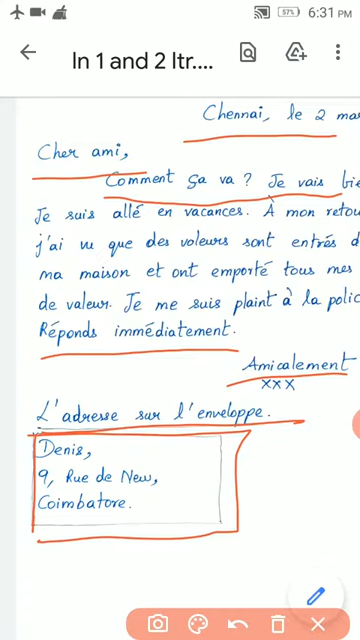 57% 6:31 PM
In 1 and 2 ltr....
Chennai, le 2 mar
Cher ami,
Comment ça va? Je vais bie
Je suis allé en vacances. À mon retou
j'ai vu que des voleurs sont entrés d
ma maison et ont emporté tous mes
de valeur. Je me suis plaint à la polic
Réponds immédiatement.
Amicalement
xxx
L'adresse sur l'enveloppe.
Denis,
9, Rue de New,
Coimbatore.